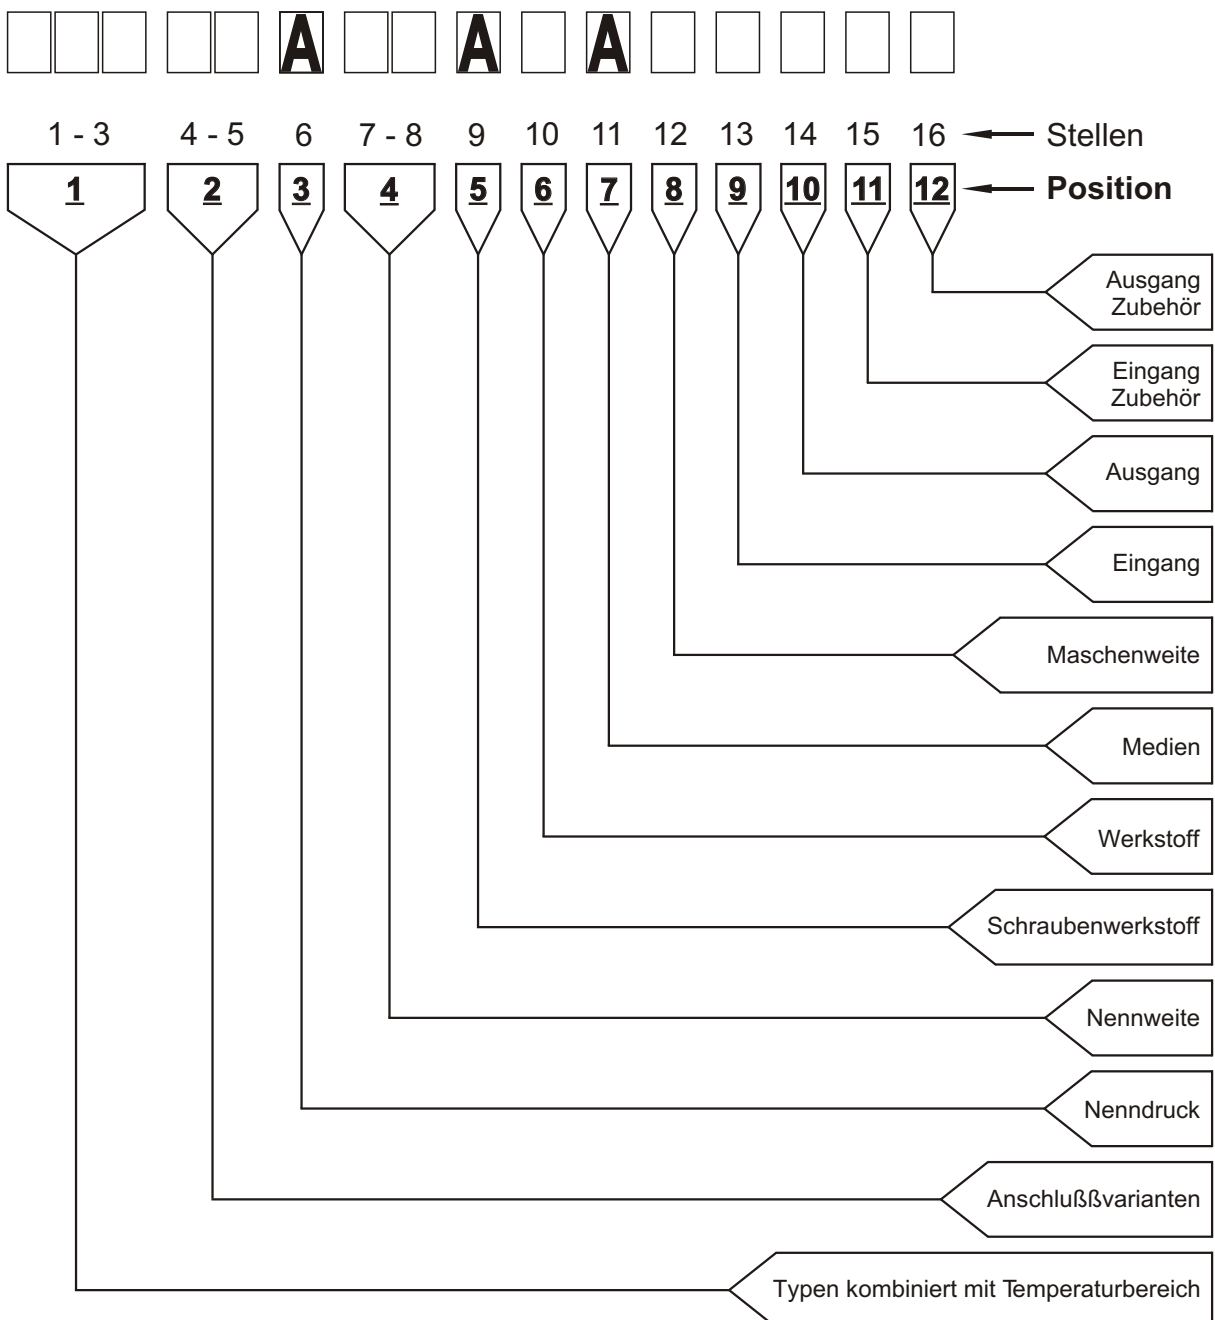 A A A
1 - 3 4 - 5 6 7 - 8 9 10 11 12 13 14 15 16 Stellen
1 2 3 4 5 6 7 8 9 10 11 12 Position
Ausgang
Zubehör
Eingang
Zubehör
Ausgang
Eingang
Maschenweite
Medien
Werkstoff
Schraubenwerkstoff
Nennweite
Nenndruck
Anschlußßvarianten
Typen kombiniert mit Temperaturbereich